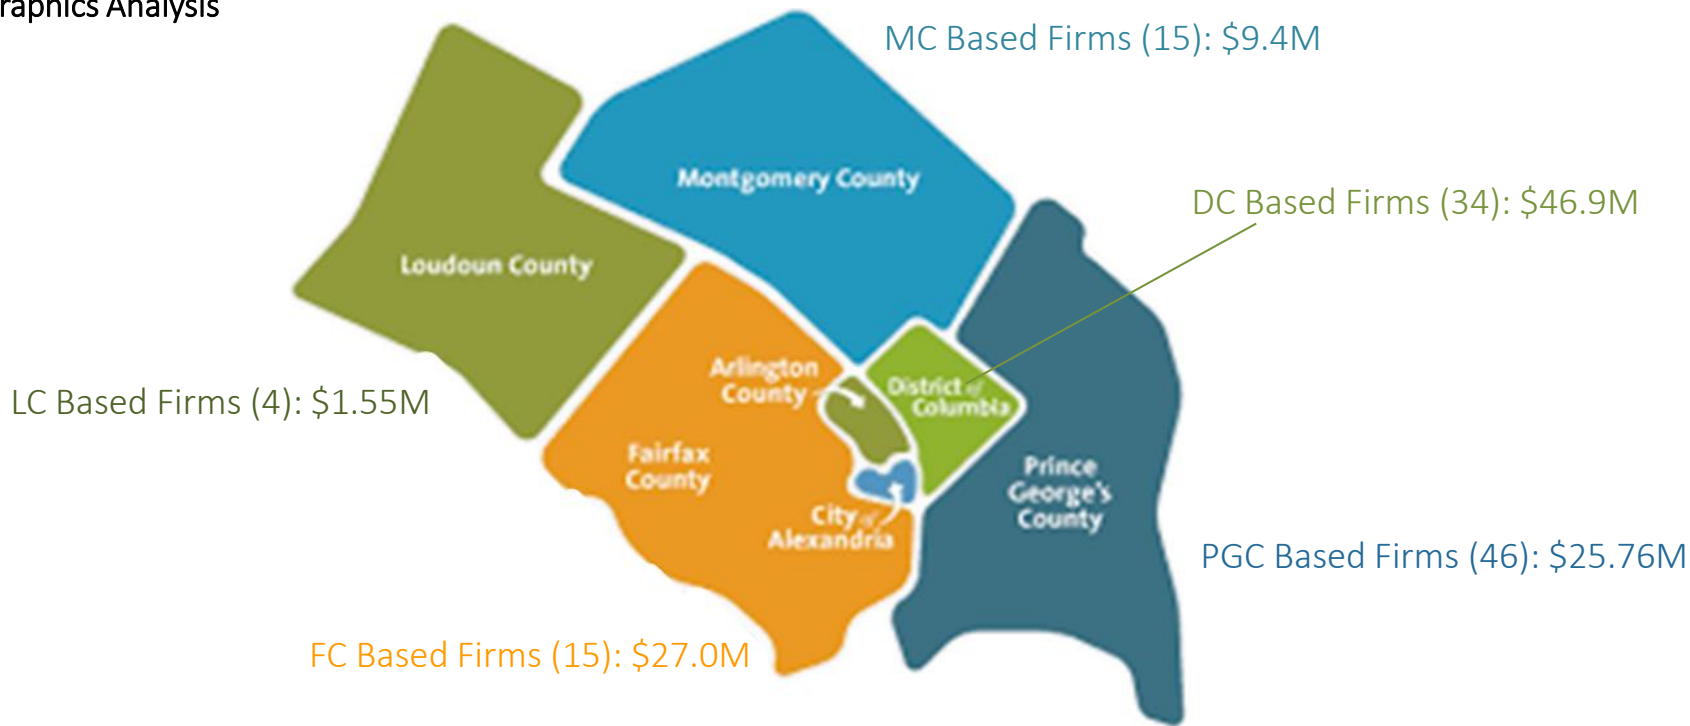 raphics Analysis
MC Based Firms (15): $9.4M
Montgomery County
DC Based Firms (34): $46.9M
Loudoun County
Arlington
County
District of
Columbia
LC Based Firms (4): $1.55M
Fairfax
County
Prince
George's
County
City of
Alexandria
PGC Based Firms (46): $25.76M
FC Based Firms (15): $27.0M